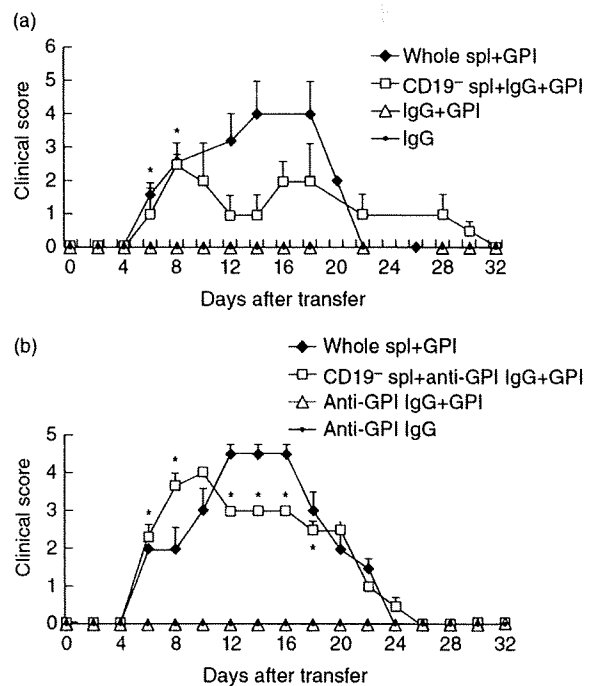 (a)
Whole spl+GPI
CD19⁻ spl+IgG+GPI
IgG+GPI
IgG
Clinical score
6
5
4
3
2
1
0
0 4 8 12 16 20 24 28 32
* *
Days after transfer
(b)
Whole spl+GPI
CD19⁻ spl+anti-GPI IgG+GPI
Anti-GPI IgG+GPI
Anti-GPI IgG
Clinical score
5
4
3
2
1
0
0 4 8 12 16 20 24 28 32
* * * * * *
Days after transfer